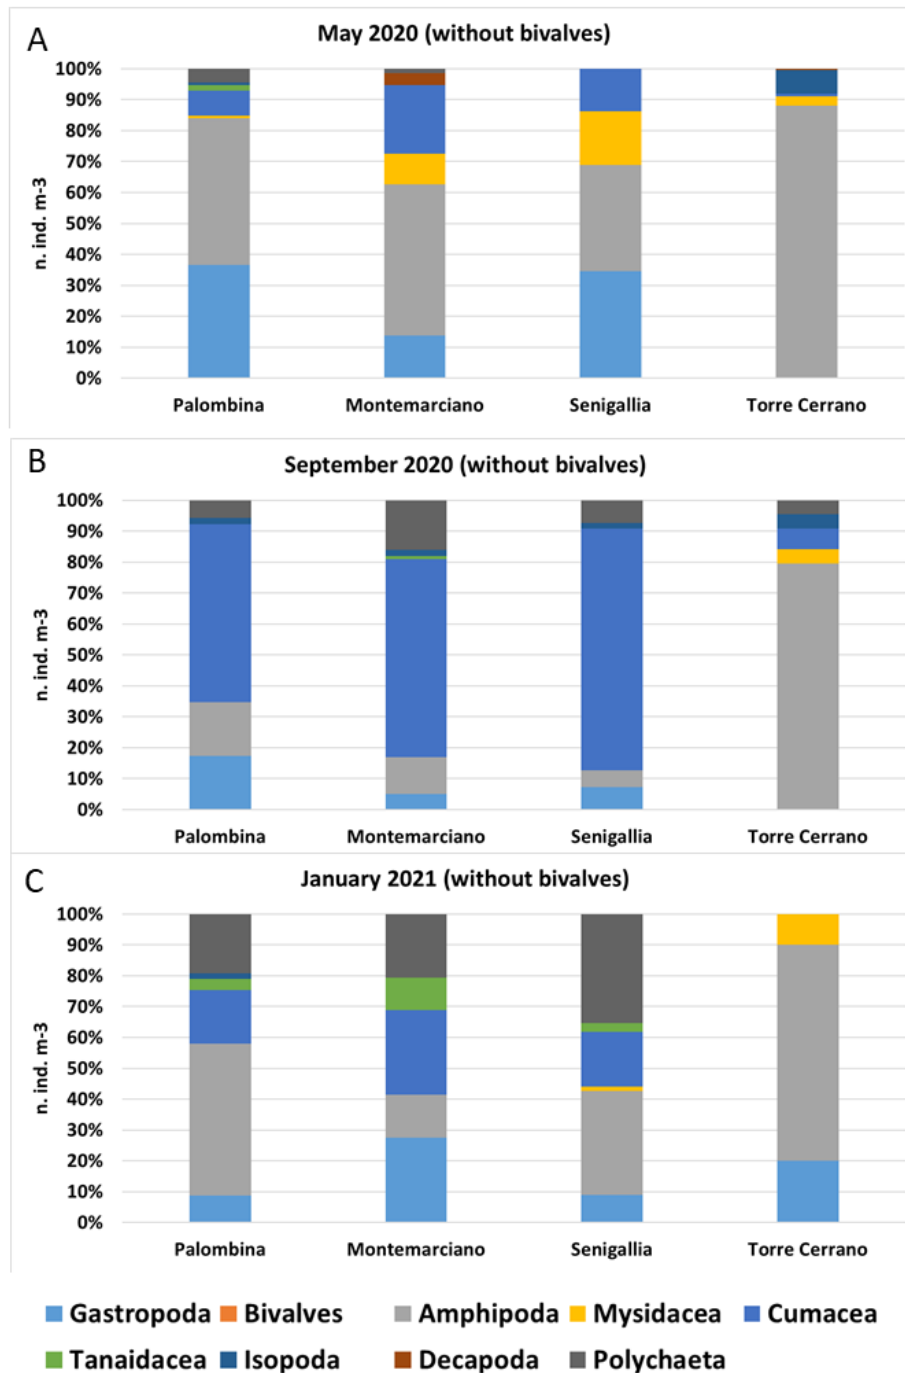 A
May 2020 (without bivalves)
n. ind. m-3
100%
90%
80%
70%
60%
50%
40%
30%
20%
10%
0%
Palombina Montemarciano Senigallia Torre Cerrano
B
September 2020 (without bivalves)
n. ind. m-3
100%
90%
80%
70%
60%
50%
40%
30%
20%
10%
0%
Palombina Montemarciano Senigallia Torre Cerrano
C
January 2021 (without bivalves)
n. ind. m-3
100%
90%
80%
70%
60%
50%
40%
30%
20%
10%
0%
Palombina Montemarciano Senigallia Torre Cerrano
Gastropoda Bivalves Amphipoda Mysidacea Cumacea
Tanaidacea Isopoda Decapoda Polychaeta